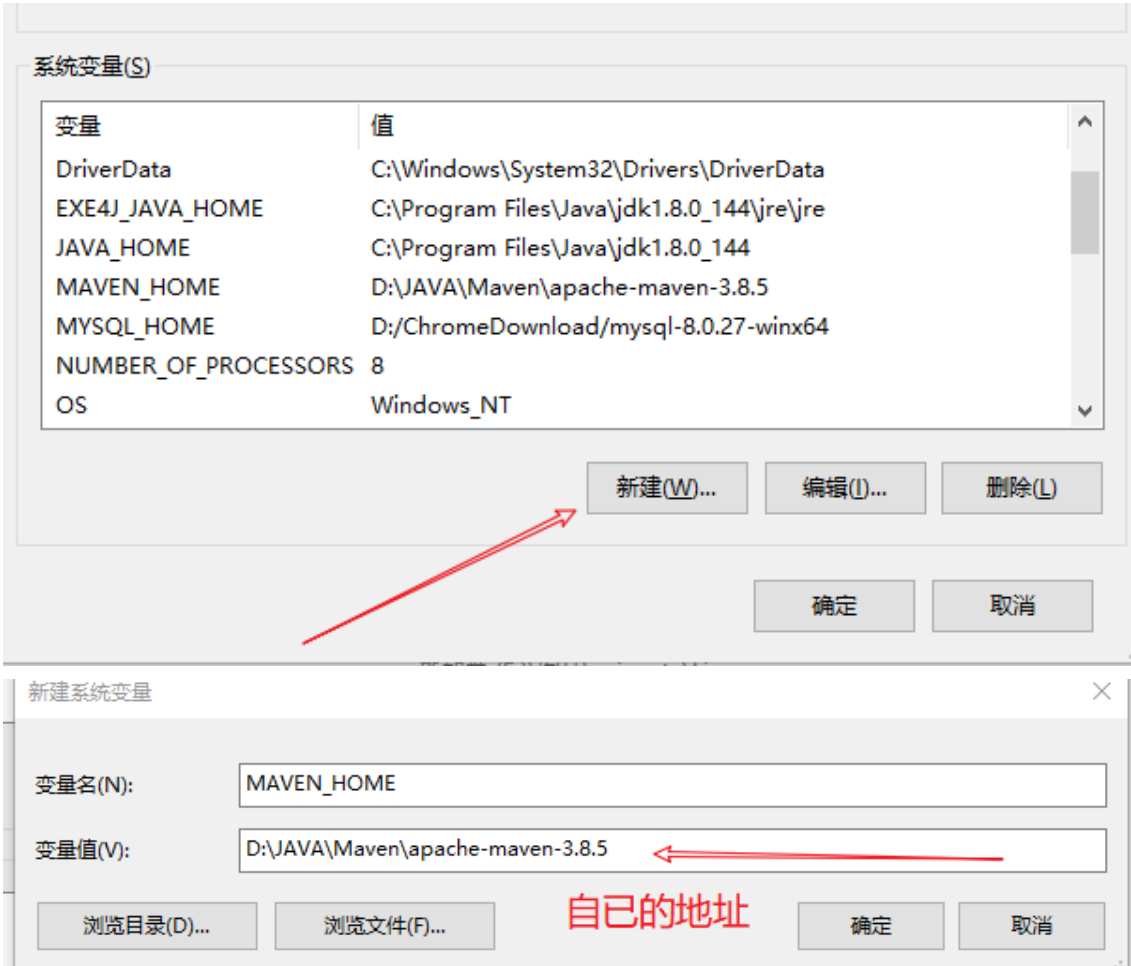 系统变量(S)
变量 值
DriverData C:\Windows\System32\Drivers\DriverData
EXE4J_JAVA_HOME C:\Program Files\Java\jdk1.8.0_144\jre\jre
JAVA_HOME C:\Program Files\Java\jdk1.8.0_144
MAVEN_HOME D:\JAVA\Maven\apache-maven-3.8.5
MYSQL_HOME D:/ChromeDownload/mysql-8.0.27-winx64
NUMBER_OF_PROCESSORS 8
OS Windows_NT
新建(W)... 编辑(I)... 删除(L)
确定 取消
新建系统变量
变量名(N): MAVEN_HOME
变量值(V): D:\JAVA\Maven\apache-maven-3.8.5
自已的地址
浏览目录(D)... 浏览文件(F)... 确定 取消